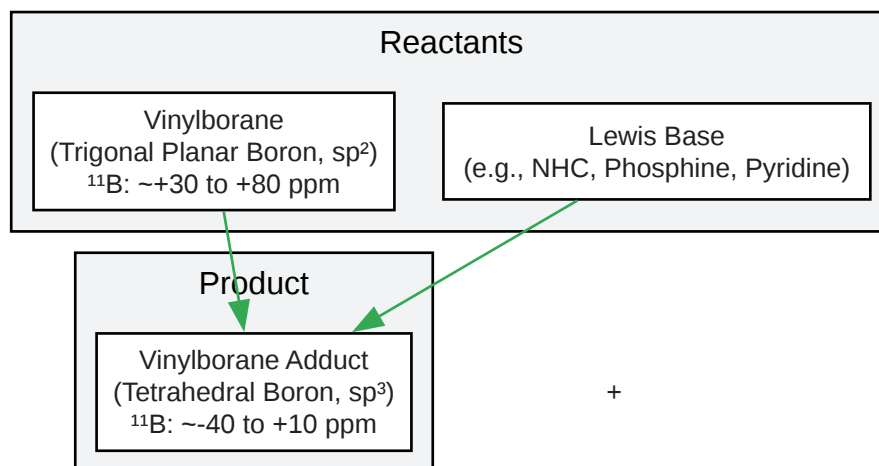 Reactants
Vinylborane
(Trigonal Planar Boron, sp²)
¹¹B: ~+30 to +80 ppm
Lewis Base
(e.g., NHC, Phosphine, Pyridine)
Product
Vinylborane Adduct
(Tetrahedral Boron, sp³)
¹¹B: ~-40 to +10 ppm
+